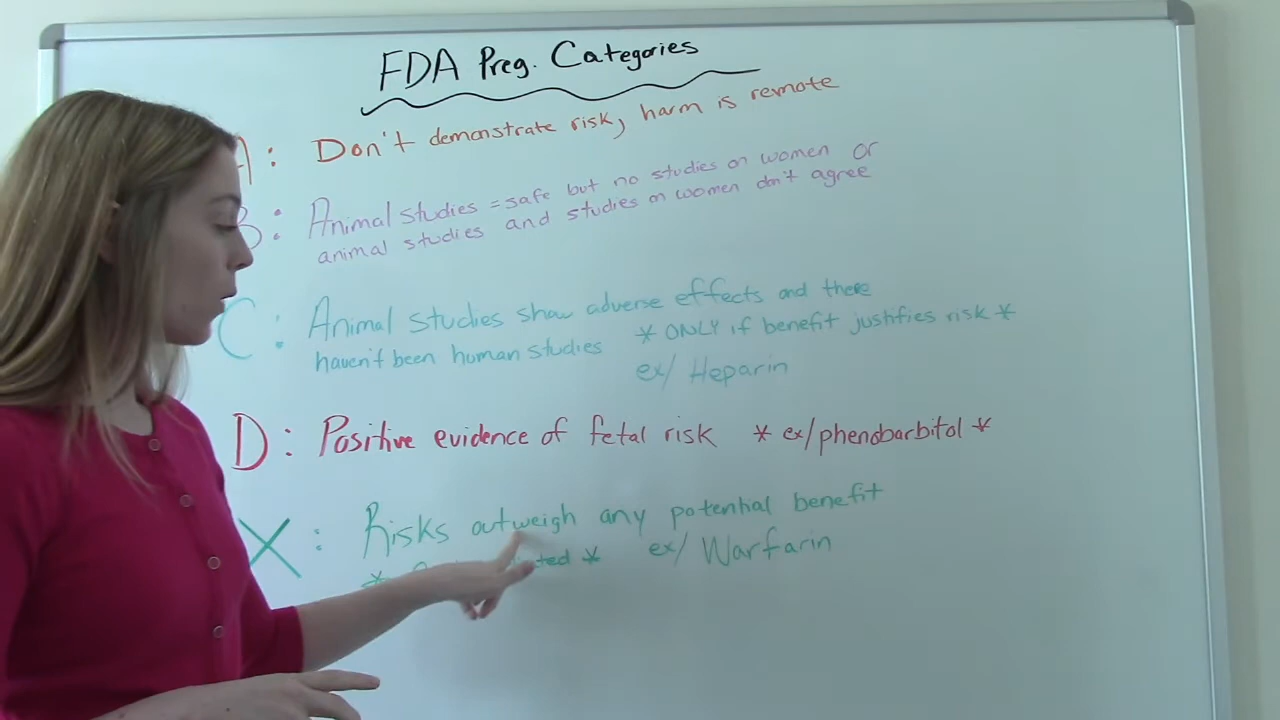 FDA Preg. Categories
A: Don't demonstrate risk, harm is remote
B: Animal studies = safe but no studies on women or
animal studies and studies on women don't agree
C: Animal studies show adverse effects and there
haven't been human studies * ONLY if benefit justifies risk *
ex/ Heparin
D: Positive evidence of fetal risk * ex/phenobarbitol *
X: Risks outweigh any potential benefit
* * ex/ Warfarin